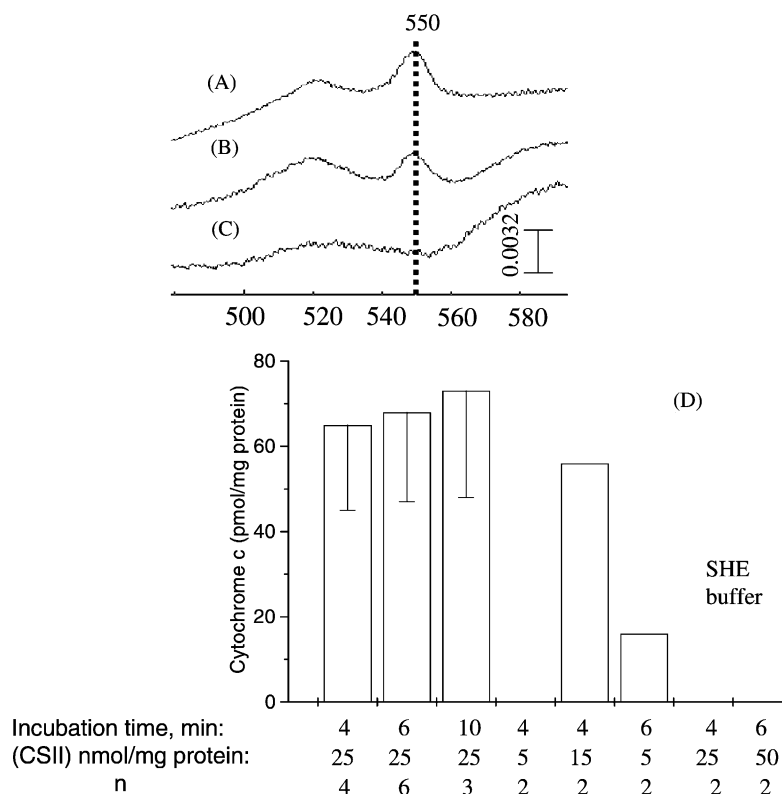 550
(A)
(B)
(C)
0.0032
500 520 540 560 580
80
(D)
60
40
20
0
Cytochrome c (pmol/mg protein)
SHE
buffer
Incubation time, min: 4 6 10 4 4 6 4 6
(CSII) nmol/mg protein: 25 25 25 5 15 5 25 50
n 4 6 3 2 2 2 2 2